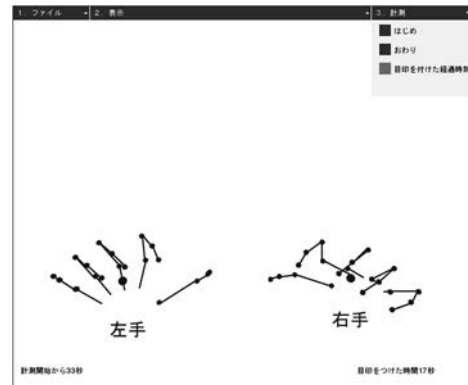 1. ファイル
2. 表示
3. 計測
はじめ
おわり
目印を付けた経過時刻
左手
右手
計測開始から33秒
目印をつけた時間17秒